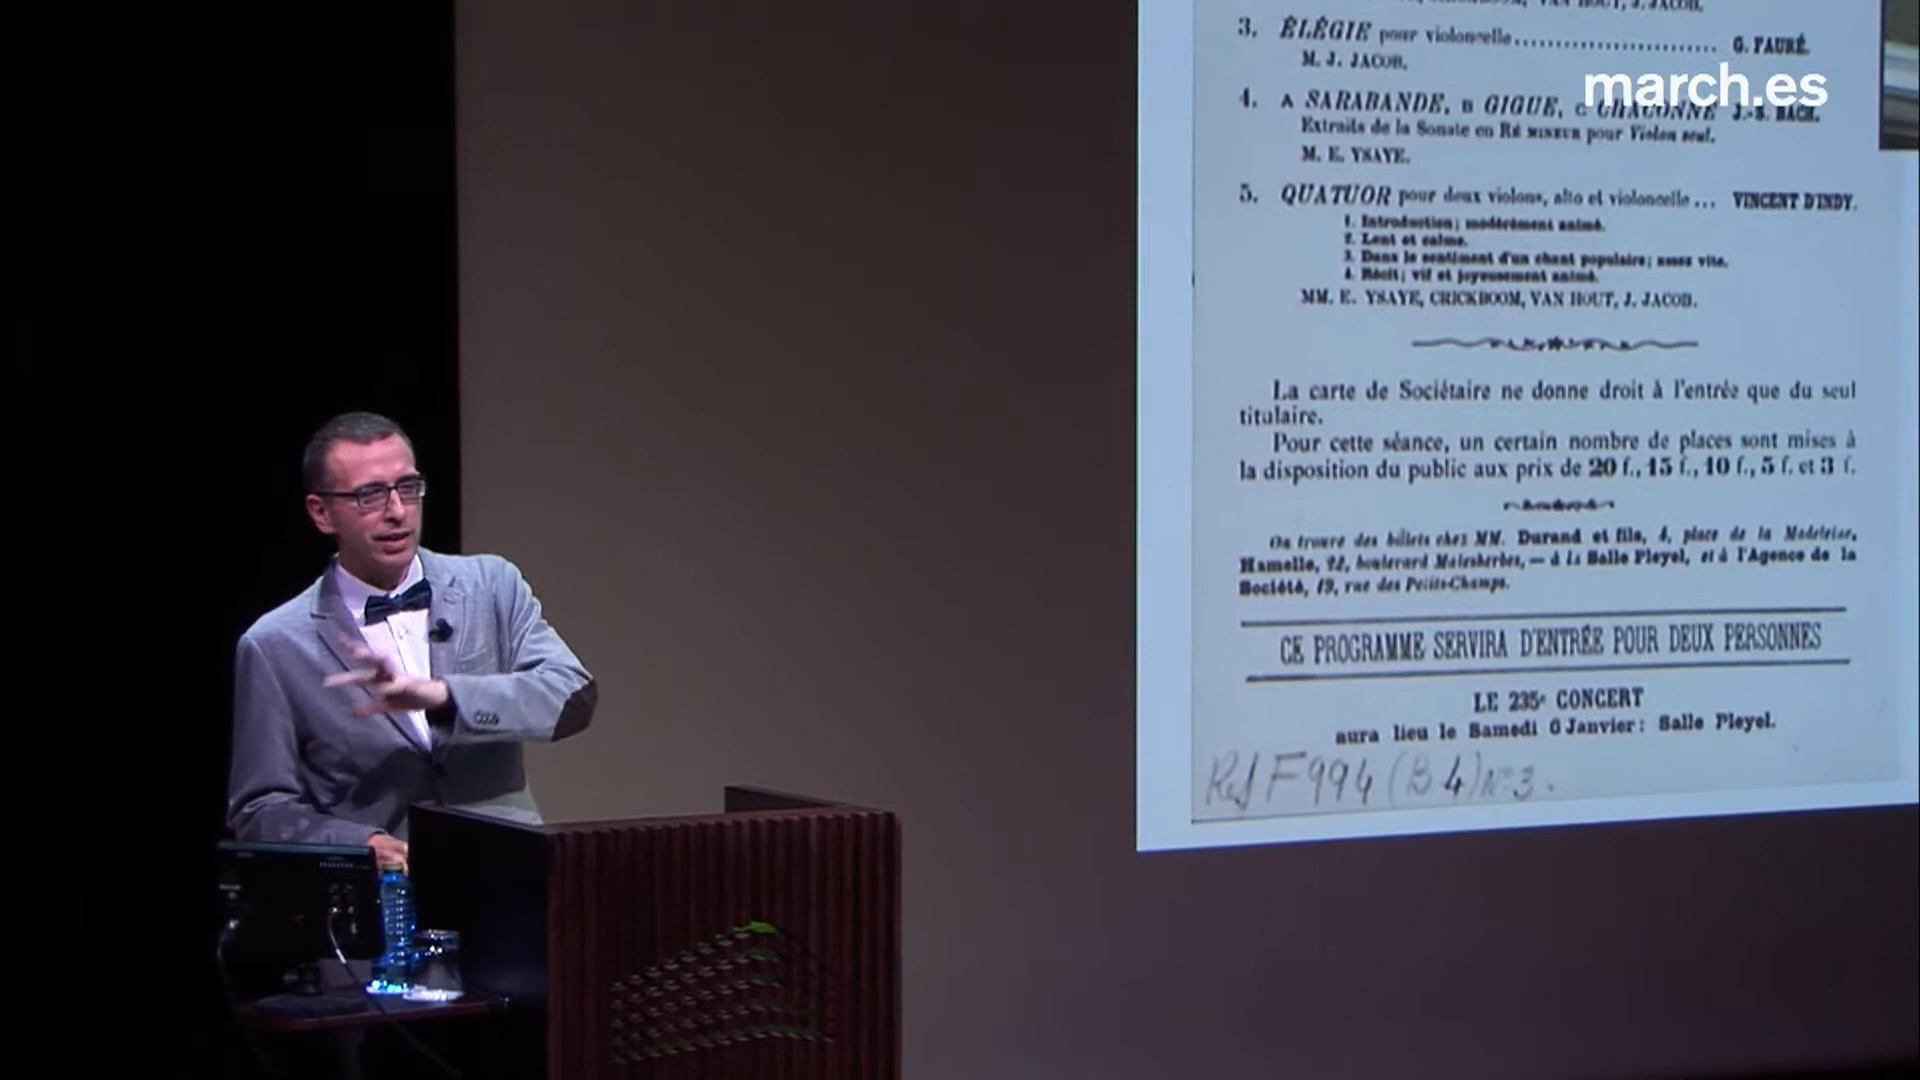 VAN HOUT, J. JACOB.
3. ÉLÉGIE pour violoncelle........................ G. FAURÉ.
M. J. JACOB.
march.es
4. A SARABANDE, B GIGUE, C CHACONNE J.-S. BACH.
Extraits de la Sonate en RÉ MINEUR pour Violon seul.
M. E. YSAYE.
5. QUATUOR pour deux violons, alto et violoncelle ... VINCENT D'INDY.
1. Introduction; modérément animé.
2. Lent et calme.
3. Dans le sentiment d'un chant populaire; assez vite.
4. Récit; vif et joyeusement animé.
MM. E. YSAYE, CRICKBOOM, VAN HOUT, J. JACOB.
La carte de Sociétaire ne donne droit à l'entrée que du seul
titulaire.
Pour cette séance, un certain nombre de places sont mises à
la disposition du public aux prix de 20 f., 15 f., 10 f., 5 f. et 3 f.
On trouve des billets chez MM. Durand et fils, 4, place de la Madeleine,
Hamelle, 22, boulevard Malesherbes, — à la Salle Pleyel, et à l'Agence de la
Société, 19, rue des Petits-Champs.
CE PROGRAMME SERVIRA D'ENTRÉE POUR DEUX PERSONNES
LE 235e CONCERT
aura lieu le Samedi 6 Janvier: Salle Pleyel.
Ref F994 (B4) N° 3.